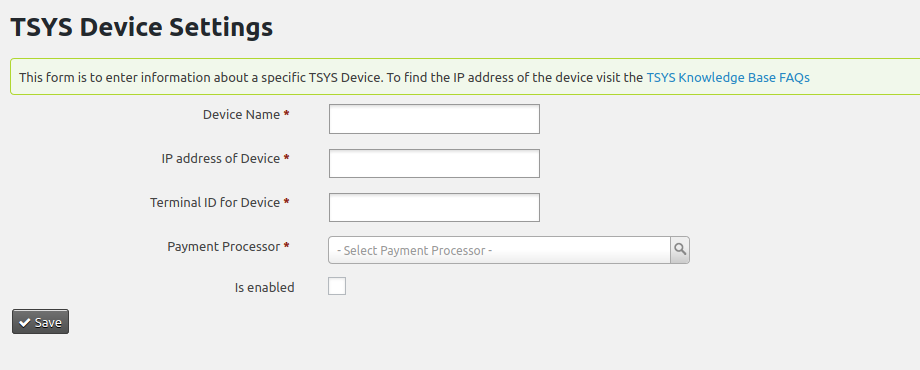 TSYS Device Settings
This form is to enter information about a specific TSYS Device. To find the IP address of the device visit the TSYS Knowledge Base FAQs
Device Name *
IP address of Device *
Terminal ID for Device *
Payment Processor *
- Select Payment Processor -
Is enabled
Save